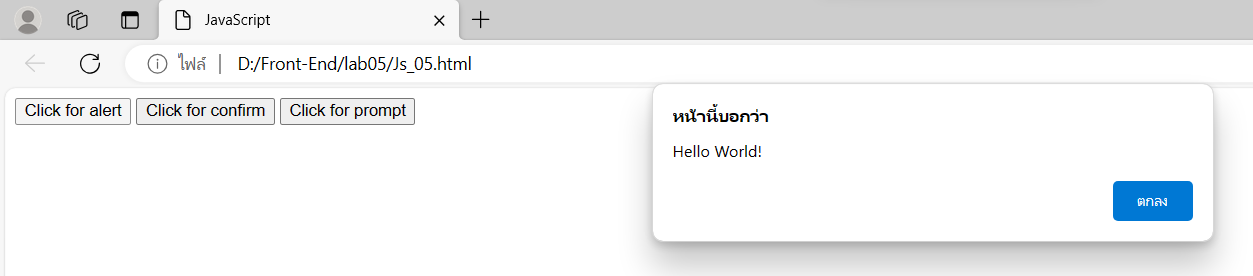 JavaScript
ไฟล์ | D:/Front-End/lab05/Js_05.html
Click for alert Click for confirm Click for prompt
หน้านี้บอกว่า
Hello World!
ตกลง